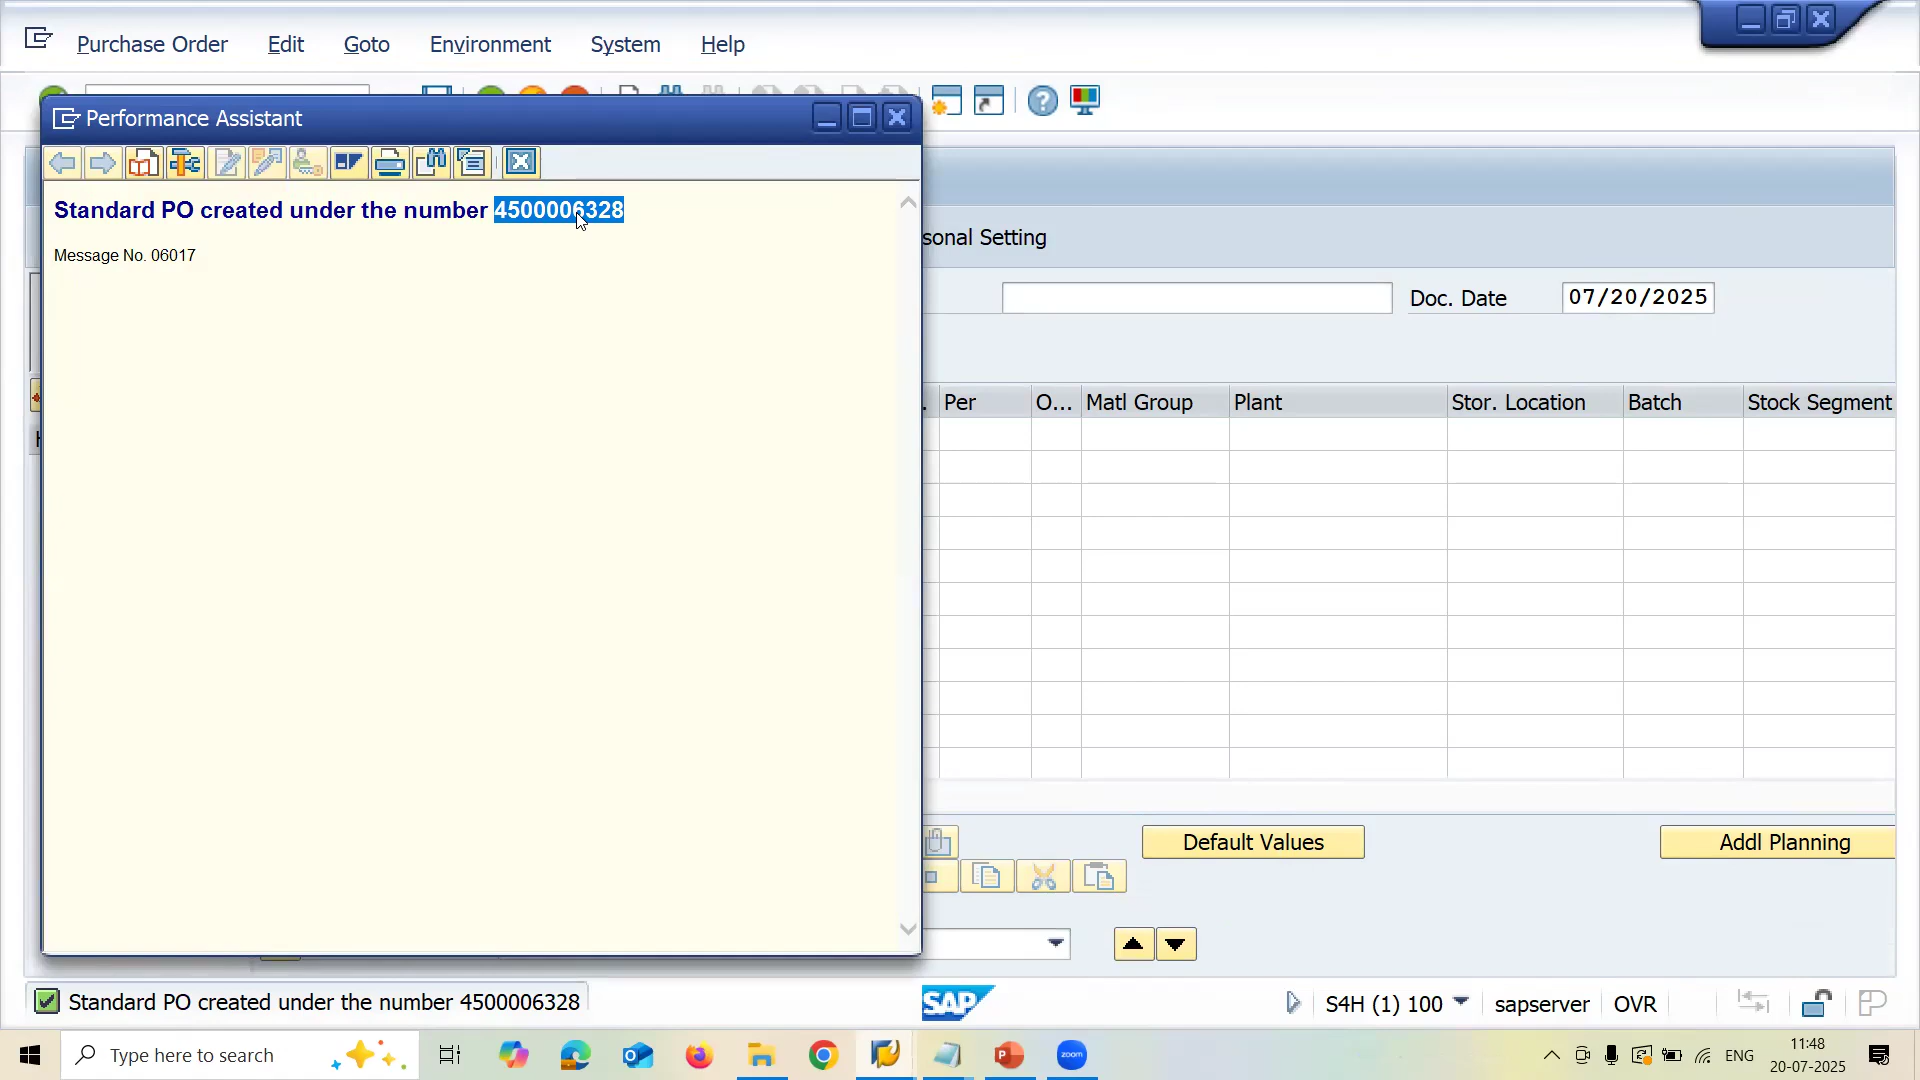 Purchase Order Edit Goto Environment System Help
Performance Assistant
Standard PO created under the number 4500006328
Message No. 06017
sonal Setting
Doc. Date 07/20/2025
Per O... Matl Group Plant Stor. Location Batch Stock Segment
Default Values Addl Planning
Standard PO created under the number 4500006328
SAP S4H (1) 100 sapserver OVR
Type here to search
zoom
ENG
11:48
20-07-2025